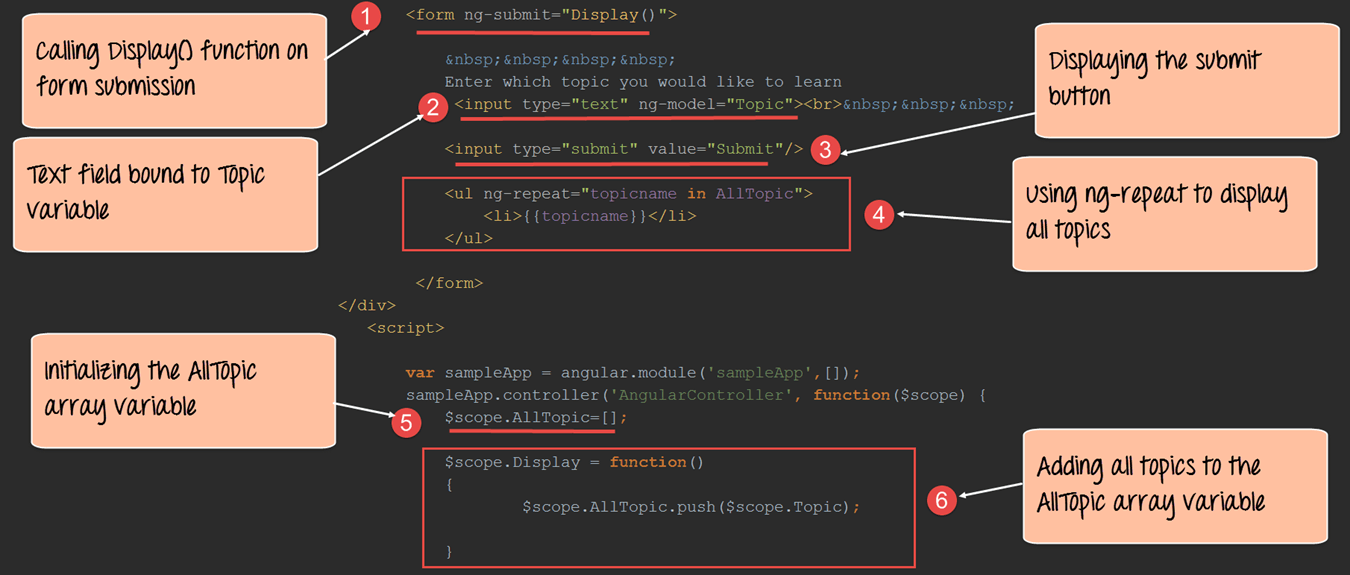 1
<form ng-submit="Display()">
Calling Display() function on
form submission
&nbsp;&nbsp;&nbsp;&nbsp;
Enter which topic you would like to learn
2
<input type="text" ng-model="Topic"><br>&nbsp;&nbsp;&nbsp;
Displaying the submit
button
Text field bound to Topic
variable
<input type="submit" value="Submit"/>
3
<ul ng-repeat="topicname in AllTopic">
<li>{{topicname}}</li>
</ul>
4
Using ng-repeat to display
all topics
</form>
</div>
<script>
Initializing the AllTopic
array variable
var sampleApp = angular.module('sampleApp',[]);
sampleApp.controller('AngularController', function($scope) {
5
$scope.AllTopic=[];
$scope.Display = function()
{
$scope.AllTopic.push($scope.Topic);
}
6
Adding all topics to the
AllTopic array variable